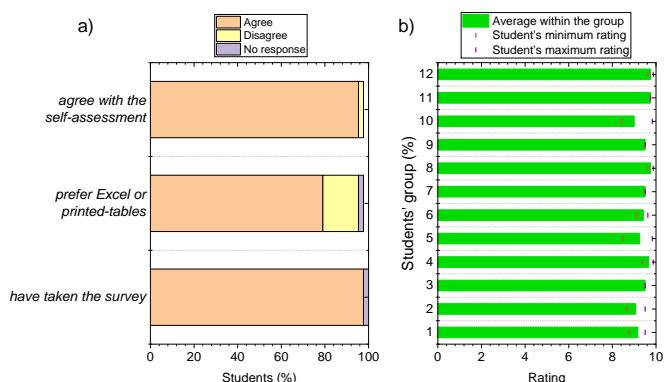 a)
Agree
Disagree
No response
agree with the
self-assessment
prefer Excel or
printed-tables
have taken the survey
0 20 40 60 80 100
Students (%)
b)
Average within the group
Student's minimum rating
Student's maximum rating
Students' group (%)
12
11
10
9
8
7
6
5
4
3
2
1
0 2 4 6 8 10
Rating